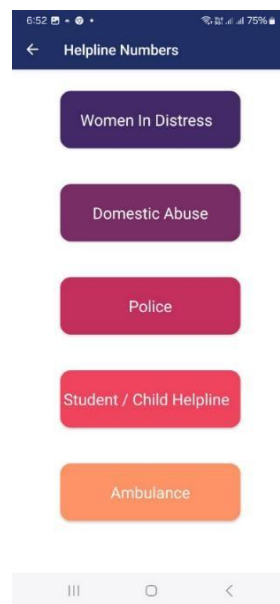 6:52
75%
Helpline Numbers
Women In Distress
Domestic Abuse
Police
Student / Child Helpline
Ambulance